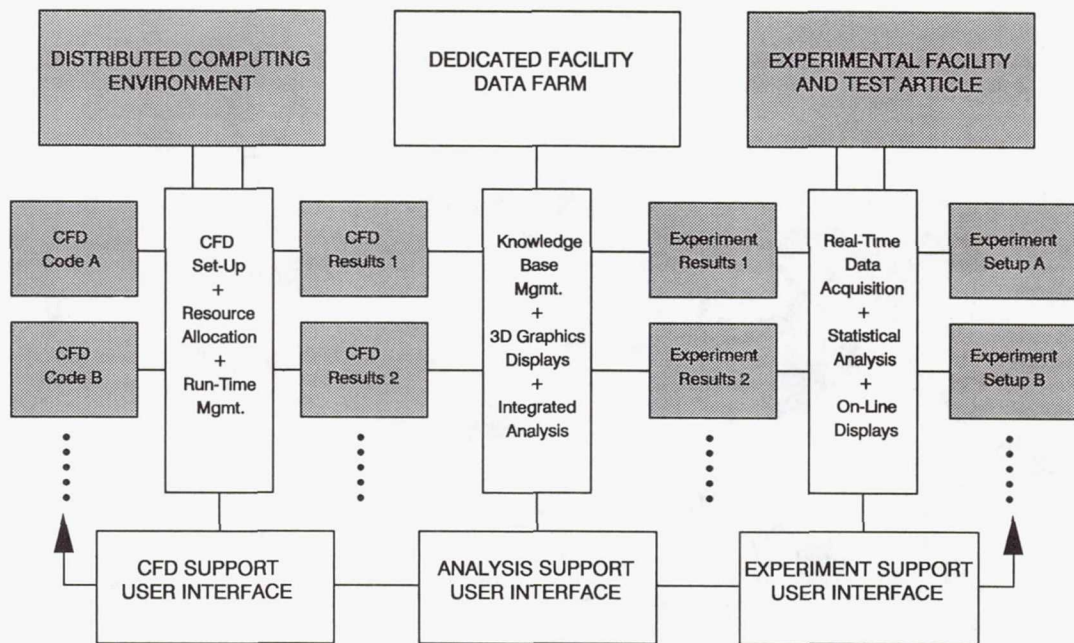 DISTRIBUTED COMPUTING
ENVIRONMENT
DEDICATED FACILITY
DATA FARM
EXPERIMENTAL FACILITY
AND TEST ARTICLE
CFD
Code A
CFD
Code B
CFD
Set-Up
+
Resource
Allocation
+
Run-Time
Mgmt.
CFD
Results 1
CFD
Results 2
Knowledge
Base
Mgmt.
+
3D Graphics
Displays
+
Integrated
Analysis
Experiment
Results 1
Experiment
Results 2
Real-Time
Data
Acquisition
+
Statistical
Analysis
+
On-Line
Displays
Experiment
Setup A
Experiment
Setup B
CFD SUPPORT
USER INTERFACE
ANALYSIS SUPPORT
USER INTERFACE
EXPERIMENT SUPPORT
USER INTERFACE